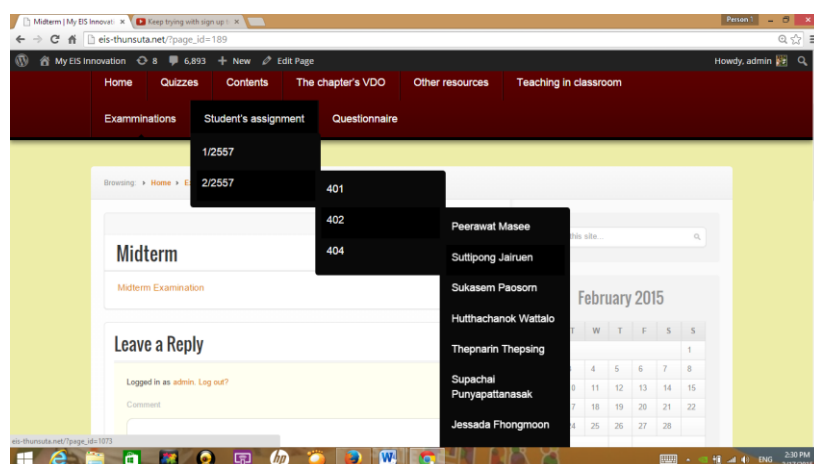 Midterm | My EIS Innovati
Keep trying with sign up
Person 1
eis-thunsuta.net/?page_id=189
My EIS Innovation 8 6,893 + New Edit Page Howdy, admin
Home Quizzes Contents The chapter's VDO Other resources Teaching in classroom
Examminations Student's assignment Questionnaire
1/2557
2/2557
Browsing: Home
401
402
404
Peerawat Masee
Suttipong Jairuen
Sukasem Paosorn
Hutthachanok Wattalo
Thepnarin Thepsing
Supachai
Punyapattanasak
Jessada Fhongmoon
this site...
Midterm
Midterm Examination
Leave a Reply
Logged in as admin. Log out?
Comment
February 2015
T W T F S S
1
4 5 6 7 8
11 12 13 14 15
18 19 20 21 22
25 26 27 28
eis-thunsuta.net/?page_id=1073
ENG 2:30 PM